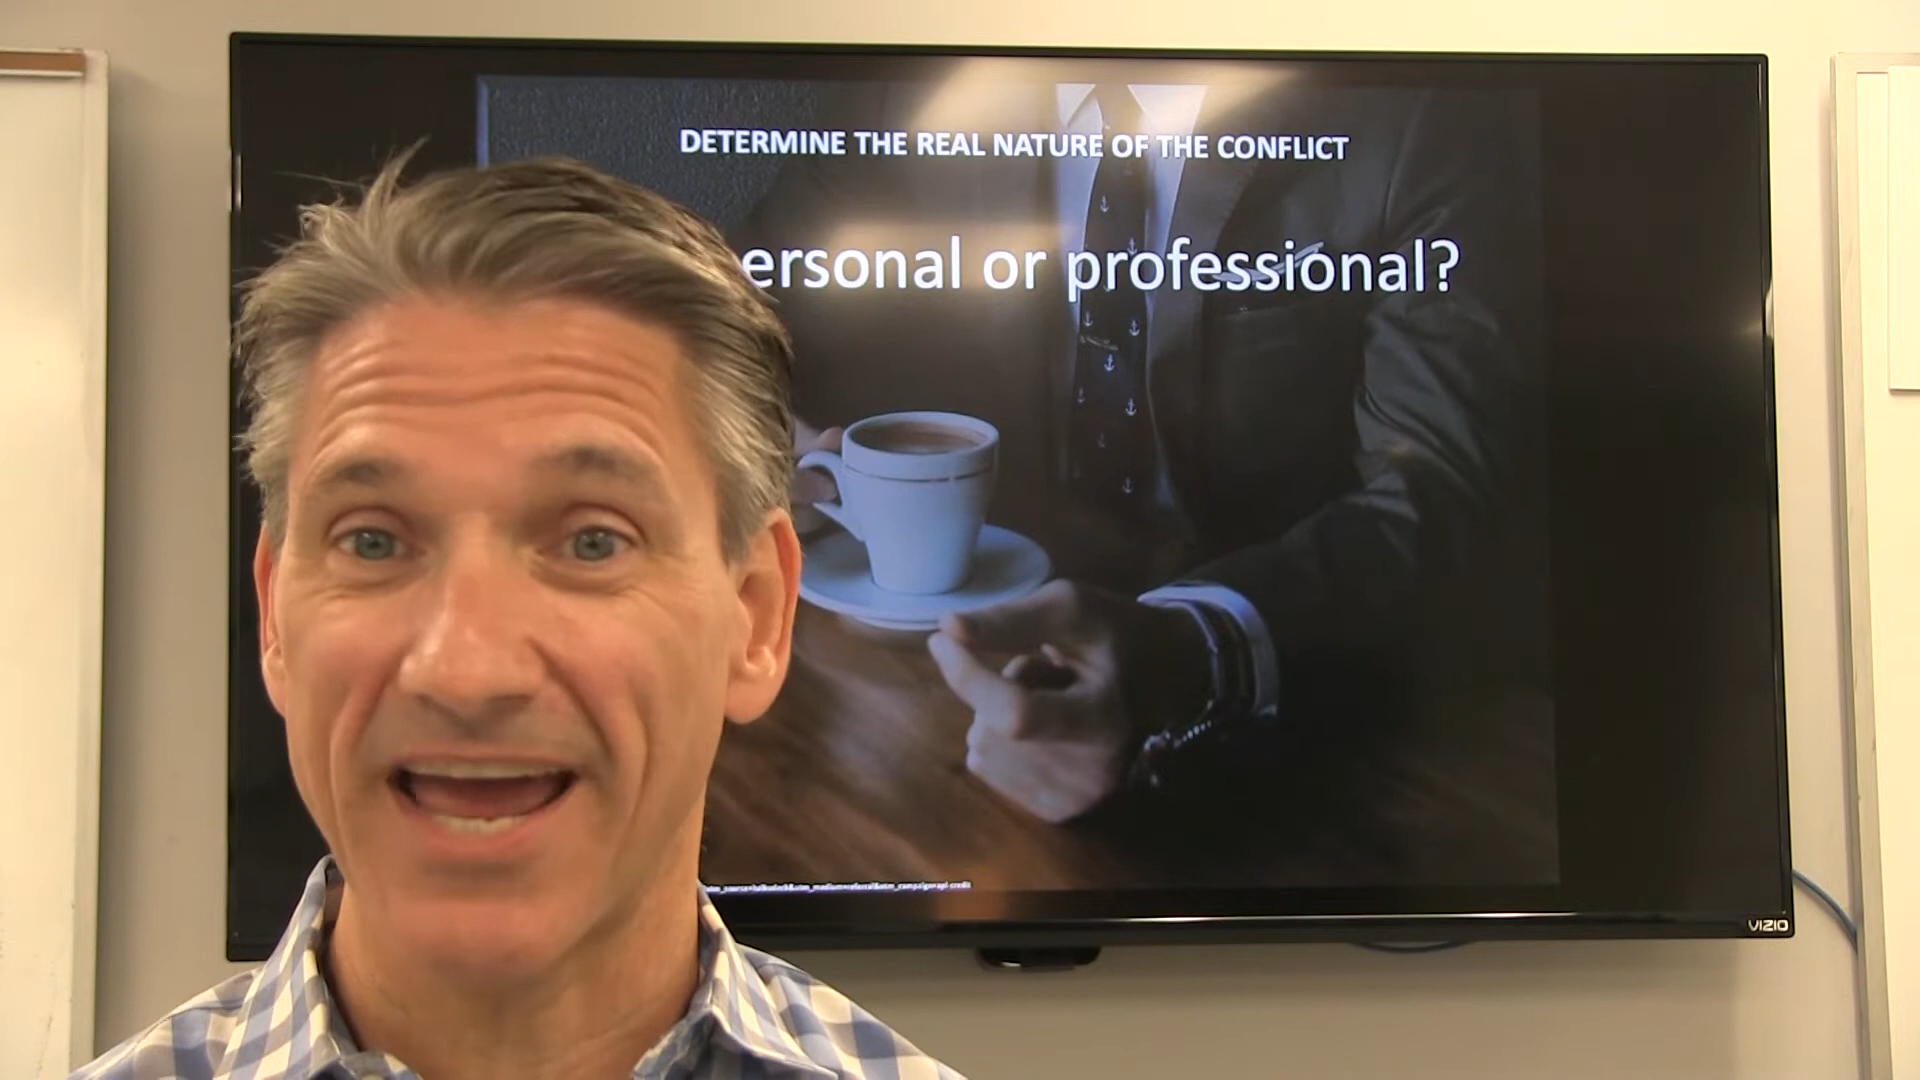 DETERMINE THE REAL NATURE OF THE CONFLICT
ersonal or professional?
VIZIO